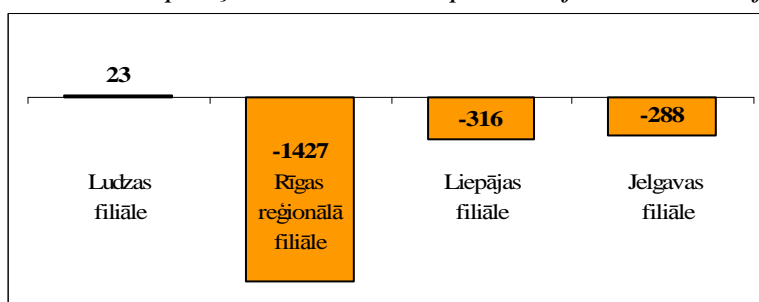 23
-1427
-316
-288
Ludzas
filiāle
Rīgas
reģionālā
filiāle
Liepājas
filiāle
Jelgavas
filiāle